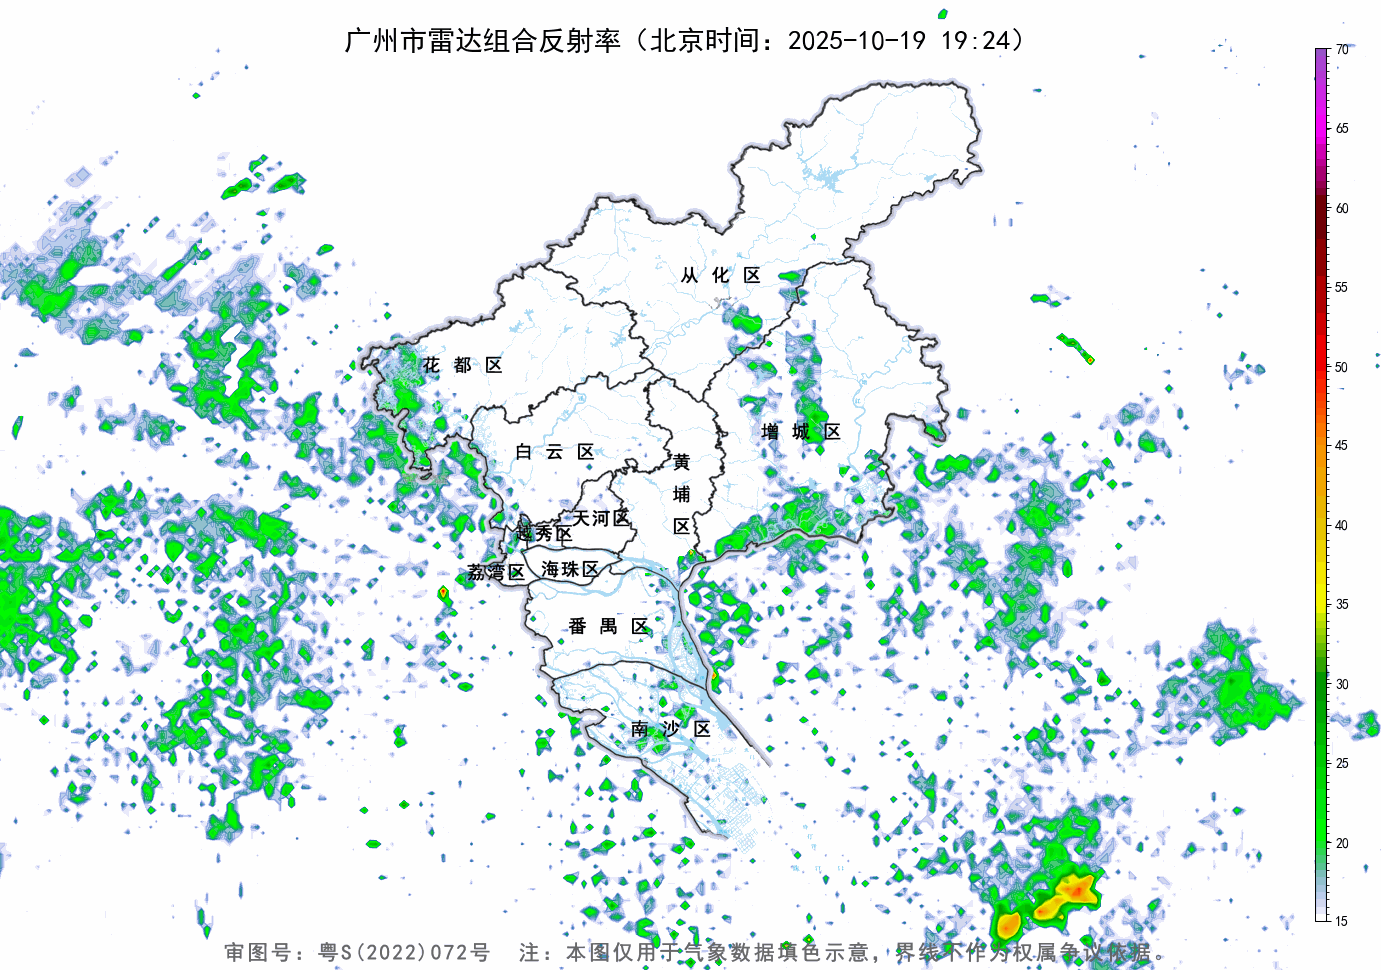 广州市雷达组合反射率（北京时间：2025-10-19 19:24）
70
65
60
55
50
45
40
35
30
25
20
15
从化区
花都区
增城区
白云区
黄埔区
天河区
越秀区
海珠区
荔湾区
番禺区
南沙区
审图号：粤S(2022)072号 注：本图仅用于气象数据填色示意，界线不作为权属争议依据。